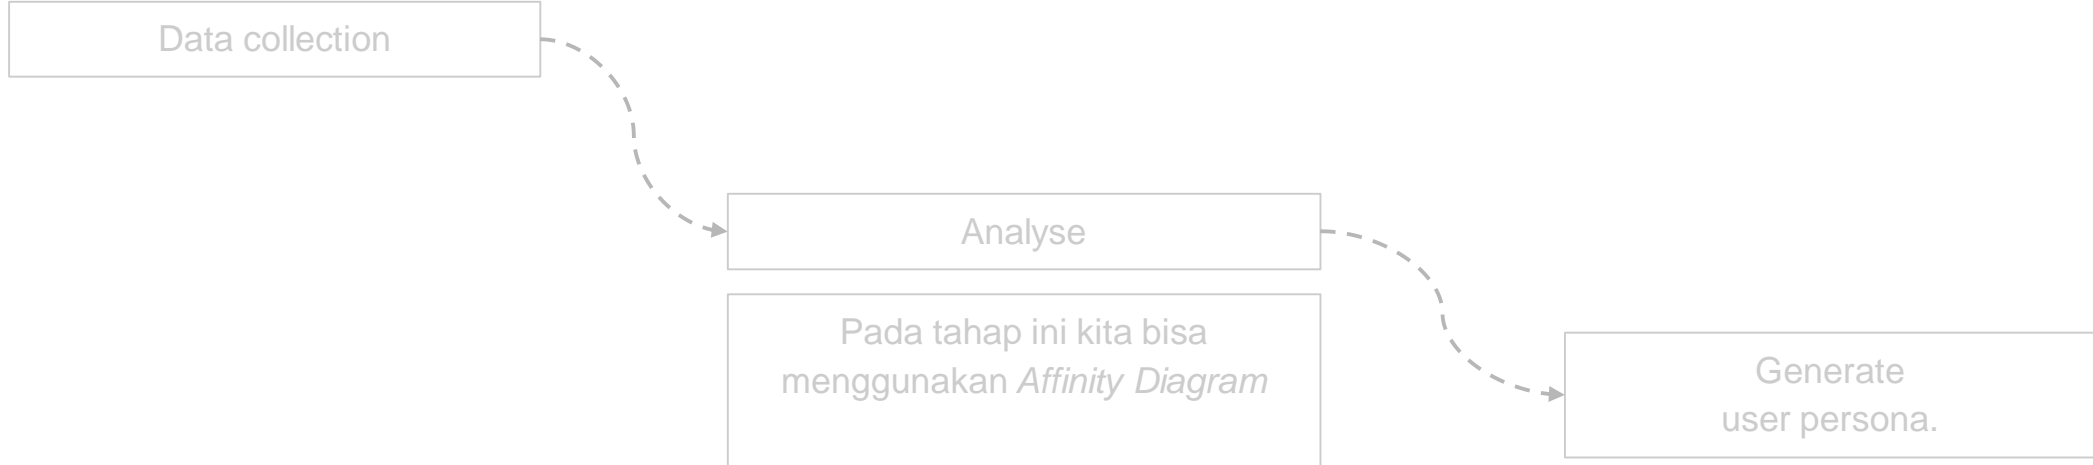 Data collection
Analyse
Pada tahap ini kita bisa
menggunakan Affinity Diagram
Generate
user persona.